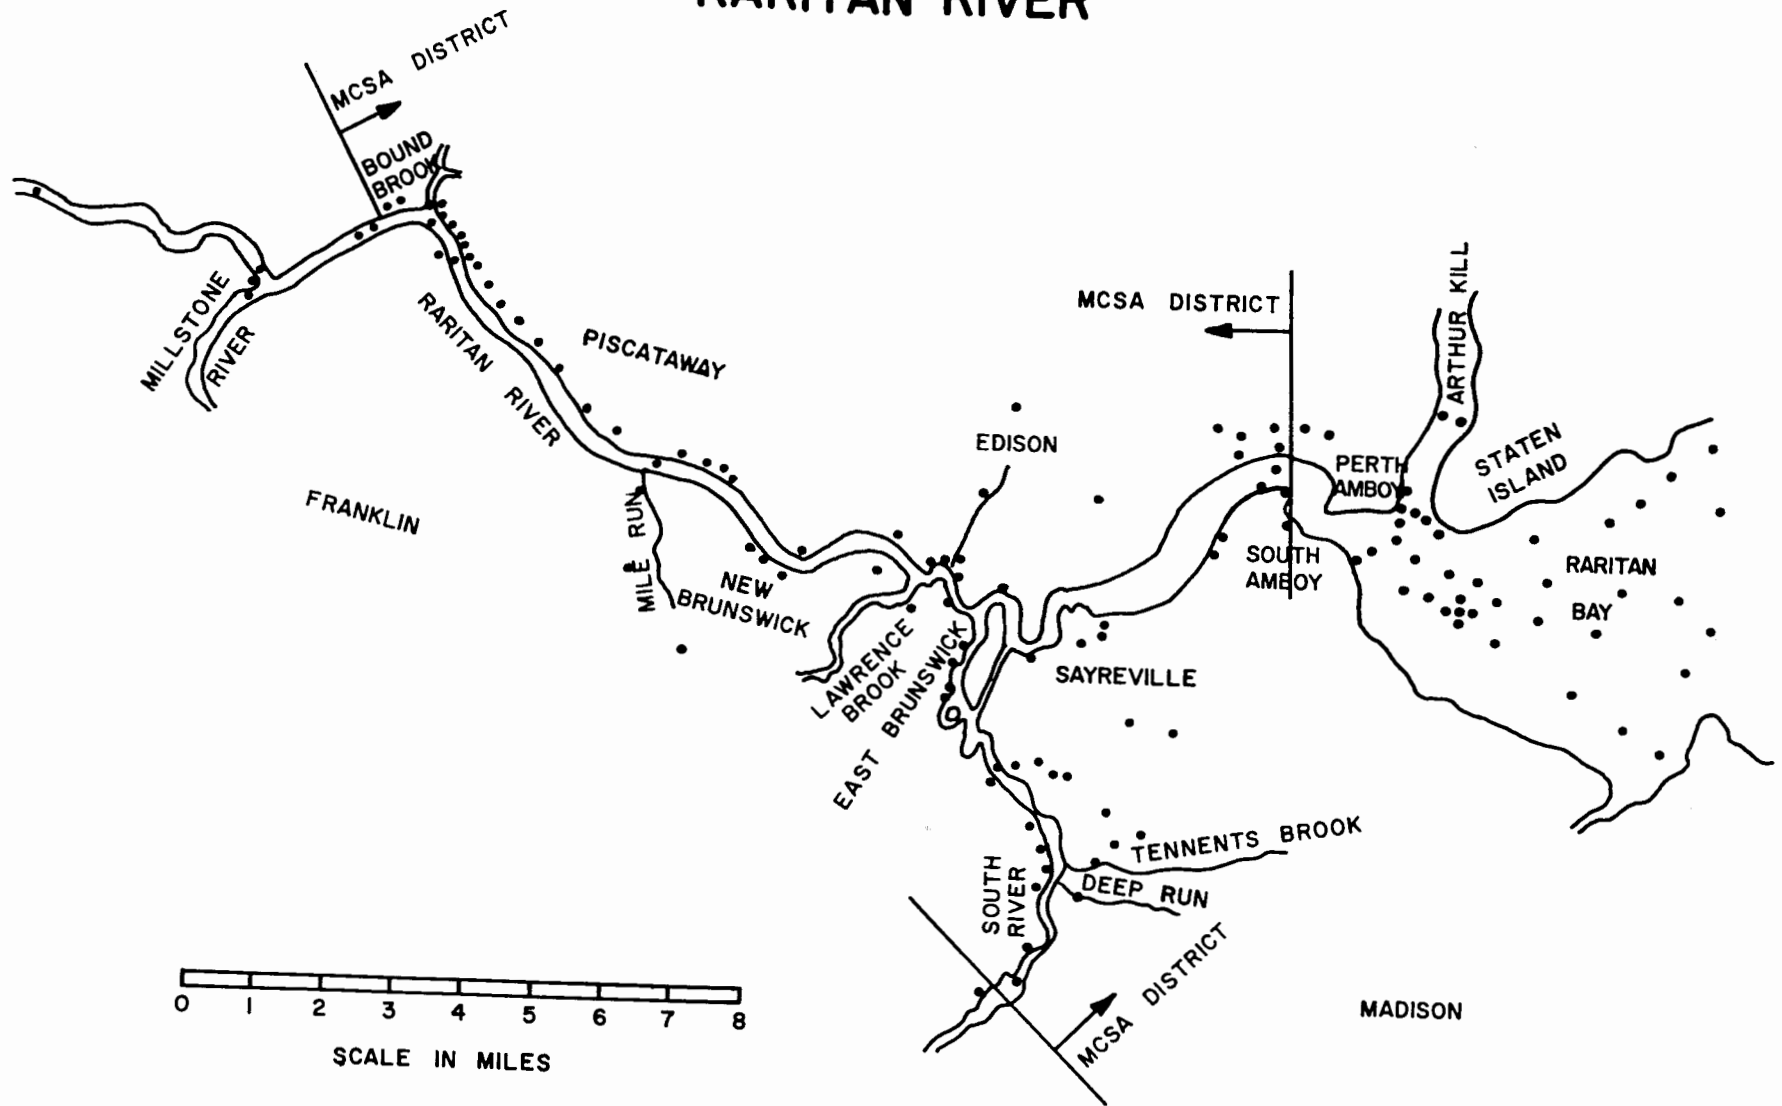 RARITAN RIVER
MCSA DISTRICT
BOUND
BROOK
MILLSTONE
RIVER
RARITAN RIVER
PISCATAWAY
FRANKLIN
MILE RUN
NEW
BRUNSWICK
EDISON
MCSA DISTRICT
ARTHUR KILL
PERTH
AMBOY
STATEN
ISLAND
SOUTH
AMBOY
RARITAN
BAY
LAWRENCE
BROOK
EAST BRUNSWICK
SAYREVILLE
TENNENTS BROOK
DEEP RUN
SOUTH
RIVER
MCSA DISTRICT
MADISON
0 1 2 3 4 5 6 7 8
SCALE IN MILES